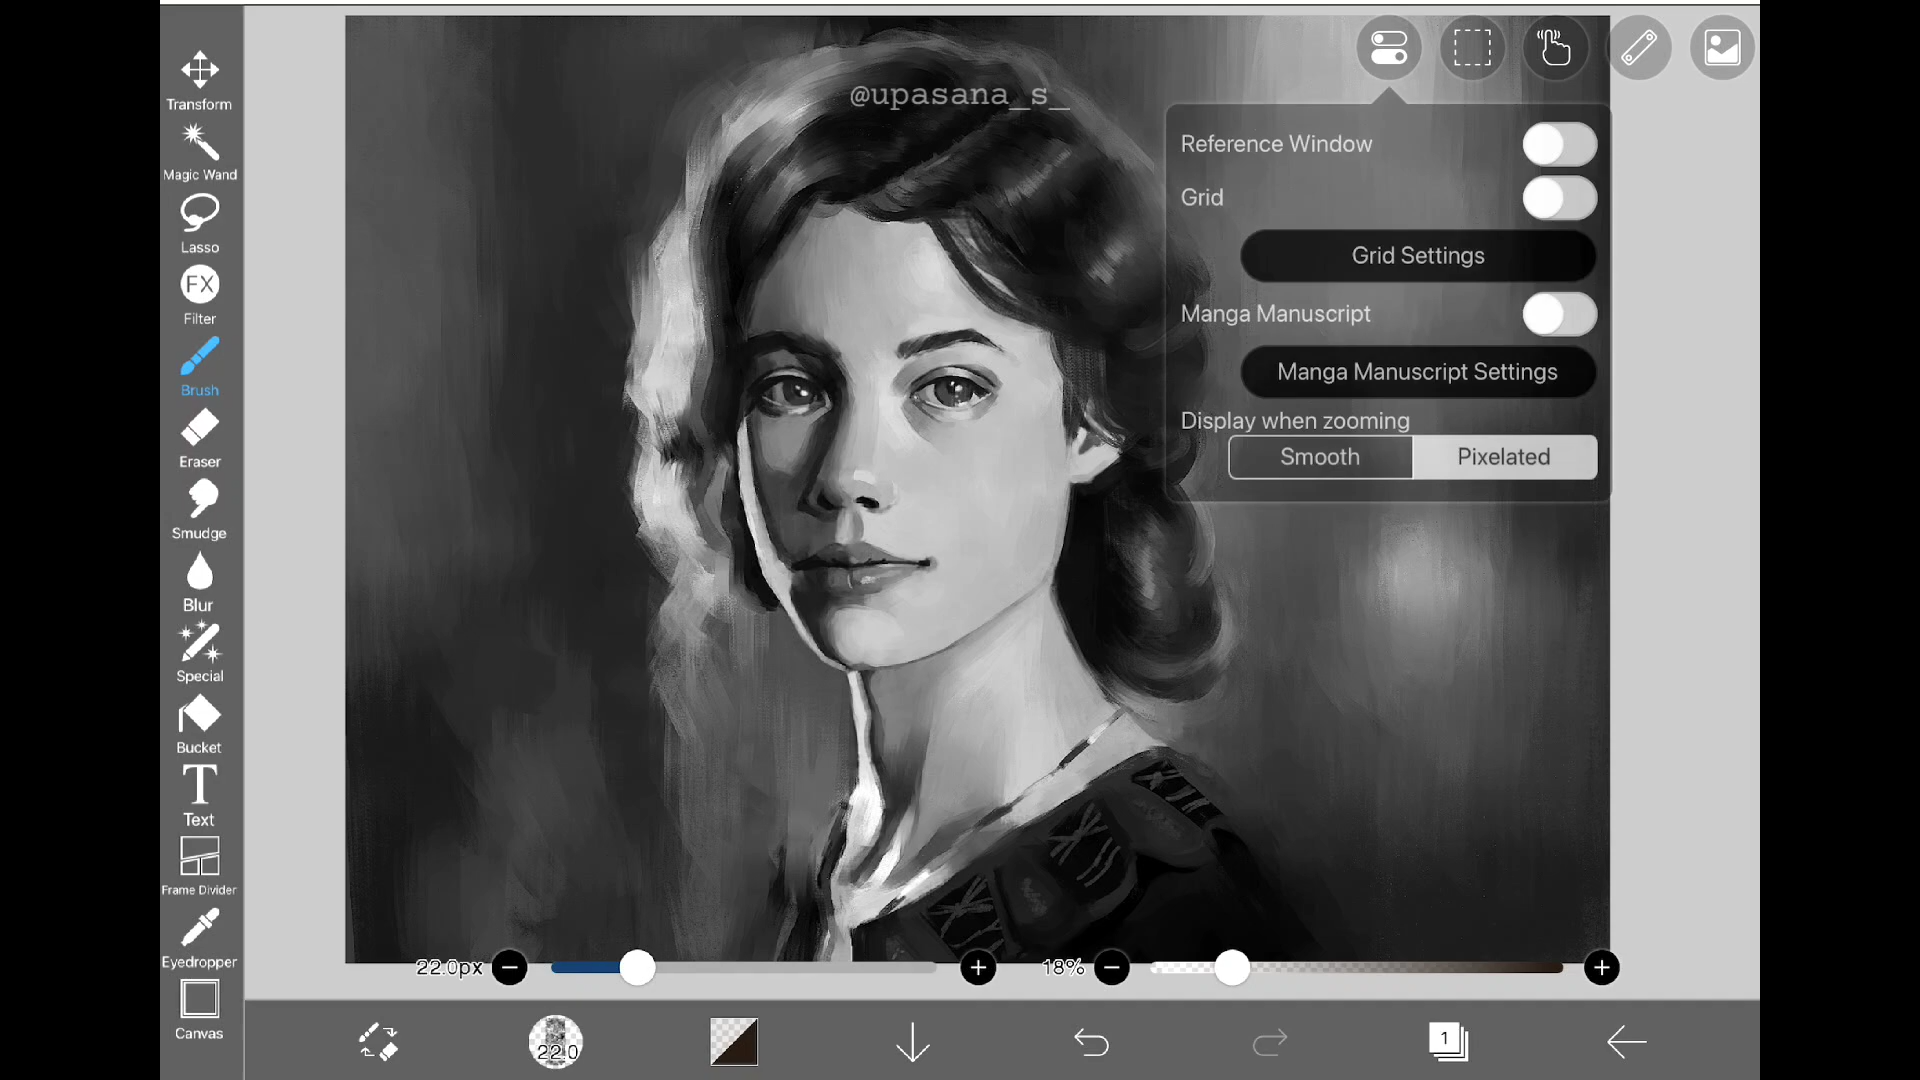 Transform
Magic Wand
Lasso
FX
Filter
Brush
Eraser
Smudge
Blur
Special
Bucket
T
Text
Frame Divider
Eyedropper
Canvas
@upasana_s_
Reference Window
Grid
Grid Settings
Manga Manuscript
Manga Manuscript Settings
Display when zooming
Smooth Pixelated
22.0px
18%
22.0
1